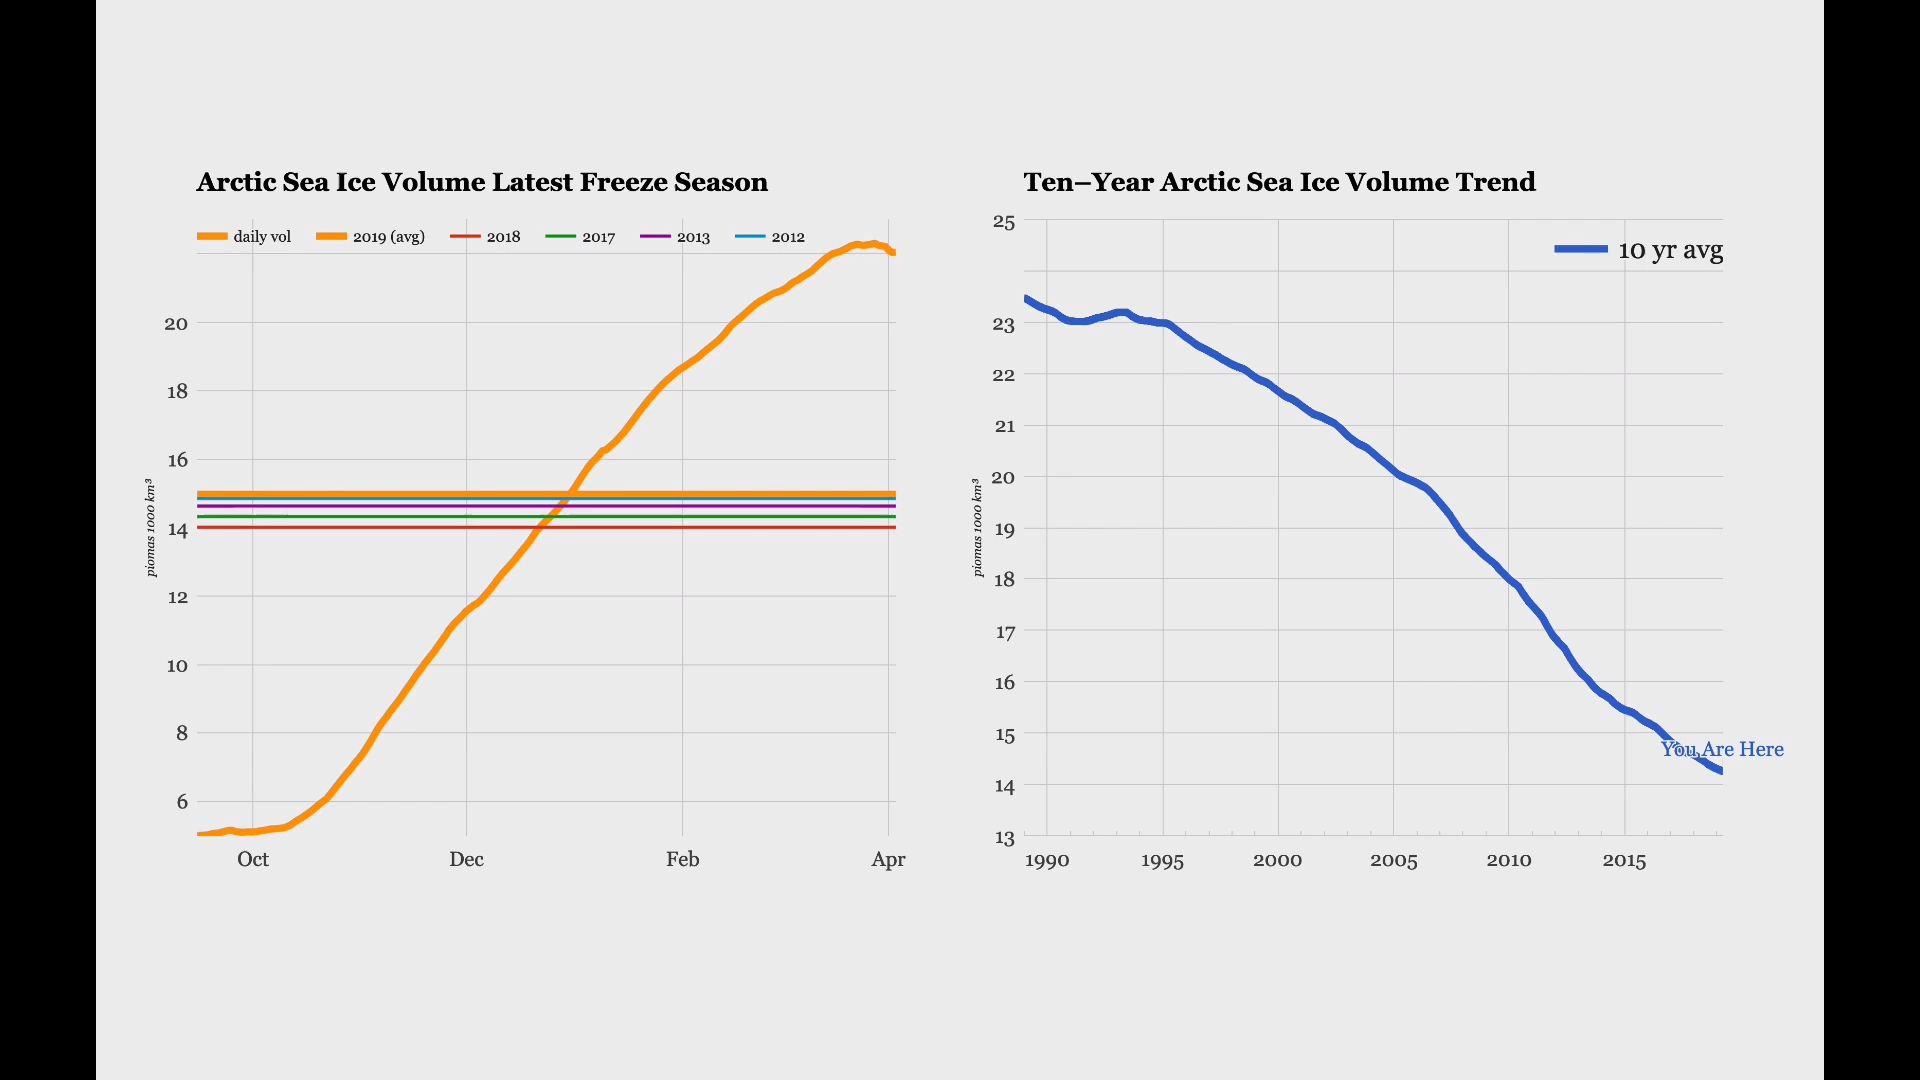 Arctic Sea Ice Volume Latest Freeze Season
daily vol 2019 (avg) 2018 2017 2013 2012
20
18
16
14
12
10
8
6
piomas 1000 km³
Oct Dec Feb Apr
Ten–Year Arctic Sea Ice Volume Trend
10 yr avg
25
23
22
21
20
19
18
17
16
15
14
13
piomas 1000 km³
You Are Here
1990 1995 2000 2005 2010 2015